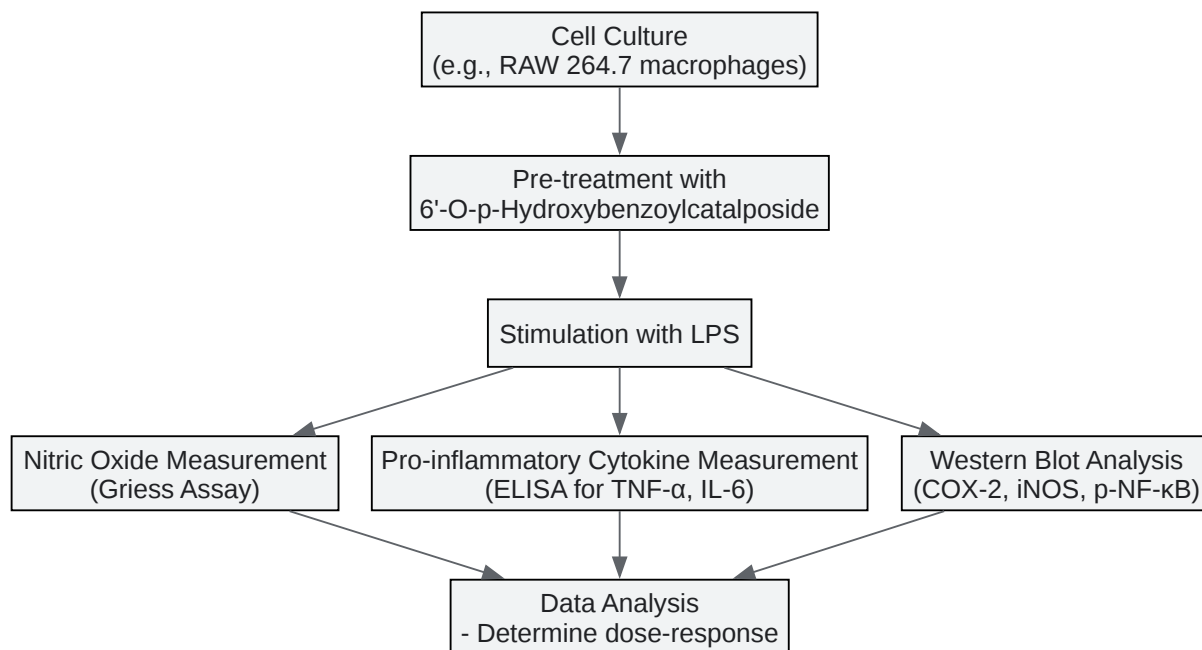 Cell Culture
(e.g., RAW 264.7 macrophages)
Pre-treatment with
6'-O-p-Hydroxybenzoylcatalposide
Stimulation with LPS
Nitric Oxide Measurement
(Griess Assay)
Pro-inflammatory Cytokine Measurement
(ELISA for TNF-α, IL-6)
Western Blot Analysis
(COX-2, iNOS, p-NF-κB)
Data Analysis
- Determine dose-response